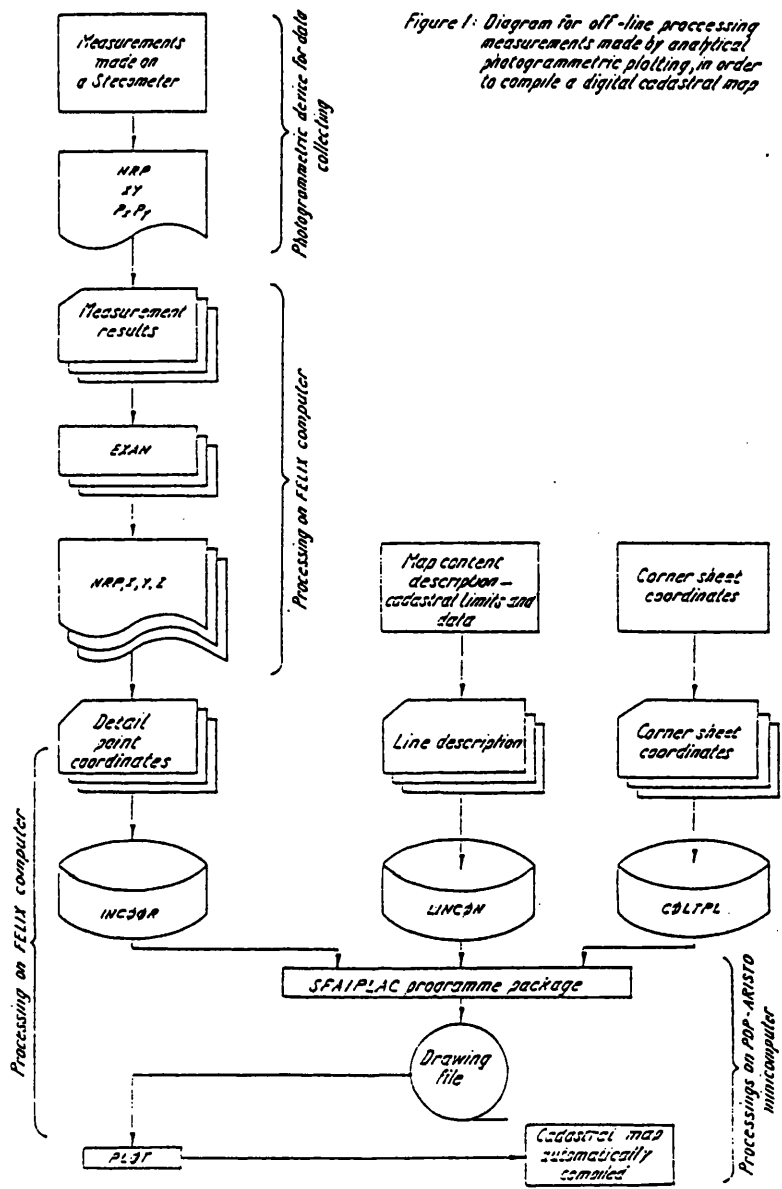 Figure 1: Diagram for off-line proccessing
measurements made by analytical
photogrammetric plotting, in order
to compile a digital cadastral map
Measurements
made on
a Stecometer
Photogrammetric device for data
collecting
NRP
XY
Px Py
Measurement
results
EXAM
NRP, X, Y, Z
Processing on FELIX computer
Map content
description –
cadastral limits and
data
Corner sheet
coordinates
Detail
point
coordinates
Line description
Corner sheet
coordinates
INCOOR
LINCON
COLTPL
Processing on FELIX computer
SFAIPLAC programme package
Drawing
file
Processings on PDP-ARISTO
minicomputer
PLOT
Cadastral map
automatically
compiled